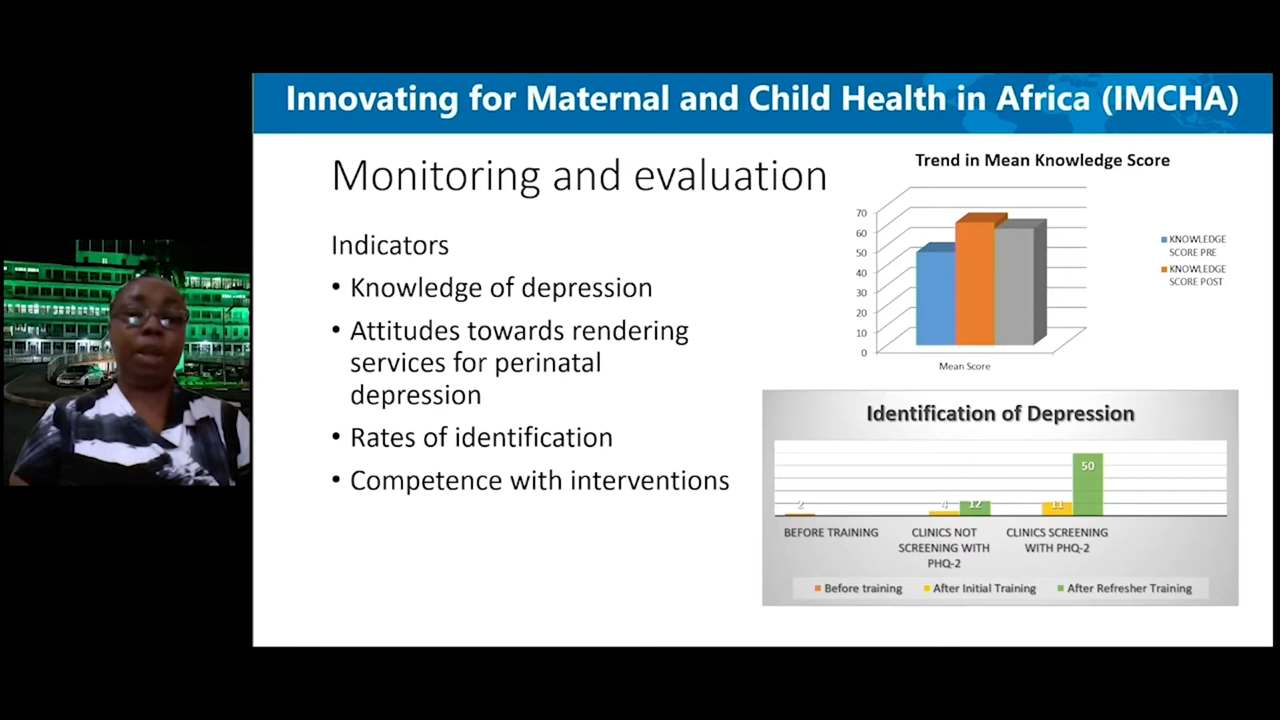 Innovating for Maternal and Child Health in Africa (IMCHA)
Monitoring and evaluation
Indicators
• Knowledge of depression
• Attitudes towards rendering
services for perinatal
depression
• Rates of identification
• Competence with interventions
Trend in Mean Knowledge Score
70
60
50
40
30
20
10
0
Mean Score
KNOWLEDGE
SCORE PRE
KNOWLEDGE
SCORE POST
Identification of Depression
2
4
12
11
50
BEFORE TRAINING
CLINICS NOT
SCREENING WITH
PHQ-2
CLINICS SCREENING
WITH PHQ-2
Before training
After Initial Training
After Refresher Training